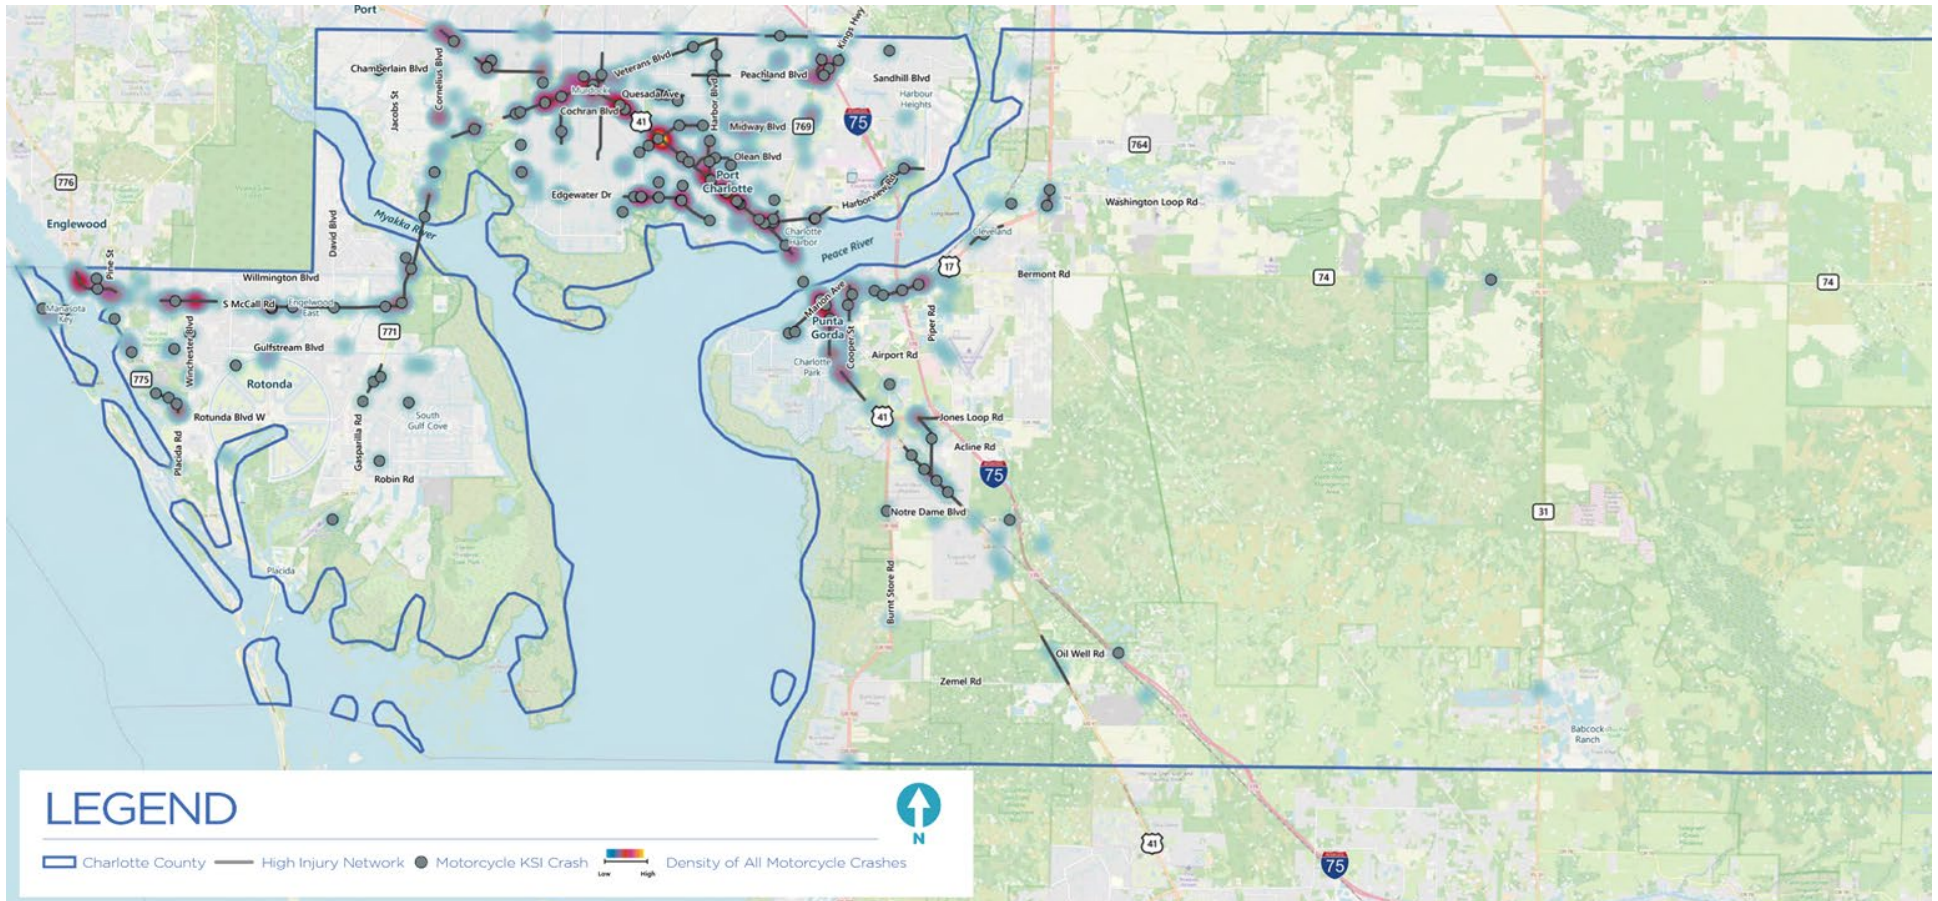 Port
Kings Hwy
Chamberlain Blvd
Cornelius Blvd
Veterans Blvd
Peachland Blvd
Sandhill Blvd
Murdock
Quesada Ave
Harbor Blvd
Harbour
Heights
Jacobs St
Cochran Blvd
41
Midway Blvd
769
75
764
Olean Blvd
776
Port
Charlotte
Edgewater Dr
Harborview Rd
Washington Loop Rd
Englewood
David Blvd
Myakka River
Charlotte
Harbor
Cleveland
Peace River
Pine St
Willmington Blvd
17
Bermont Rd
74
74
S McCall Rd
Englewood
East
Manasota
Key
Marion Ave
Punta
Gorda
Piper Rd
771
Winchester Blvd
Gulfstream Blvd
Cooper St
Airport Rd
Charlotte
Park
775
Rotonda
Rotunda Blvd W
South
Gulf Cove
41
Jones Loop Rd
Placida Rd
Gasparilla Rd
Acline Rd
75
Robin Rd
Notre Dame Blvd
31
Placida
Burnt Store Rd
Oil Well Rd
Zemel Rd
Babcock
Ranch
41
75
LEGEND
N
Charlotte County
High Injury Network
Motorcycle KSI Crash
Low
High
Density of All Motorcycle Crashes